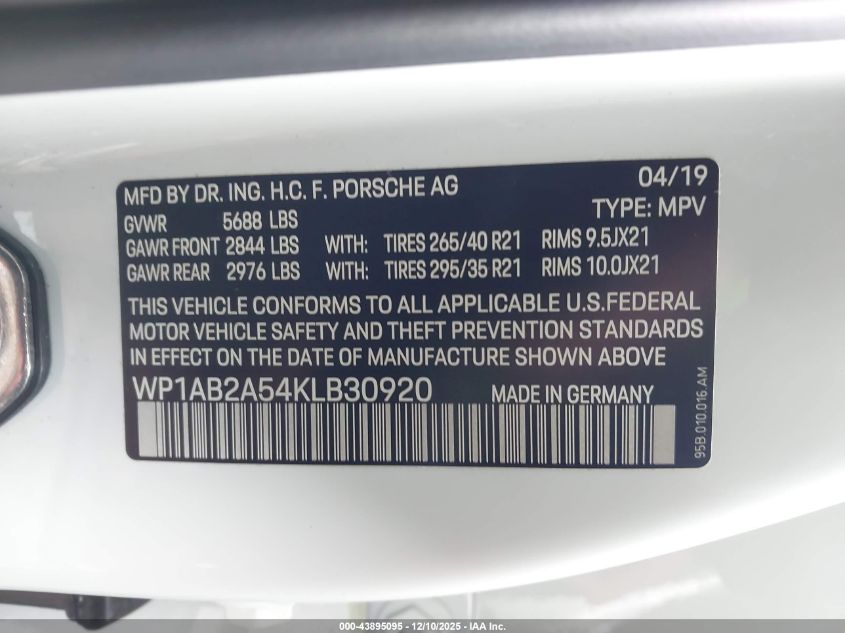 MFD BY DR. ING. H.C. F. PORSCHE AG 04/19
GVWR 5688 LBS TYPE: MPV
GAWR FRONT 2844 LBS WITH: TIRES 265/40 R21 RIMS 9.5JX21
GAWR REAR 2976 LBS WITH: TIRES 295/35 R21 RIMS 10.0JX21
THIS VEHICLE CONFORMS TO ALL APPLICABLE U.S.FEDERAL
MOTOR VEHICLE SAFETY AND THEFT PREVENTION STANDARDS
IN EFFECT ON THE DATE OF MANUFACTURE SHOWN ABOVE
WP1AB2A54KLB30920 MADE IN GERMANY
95B.010.016.AM
000-43895095 - 12/10/2025 - IAA Inc.